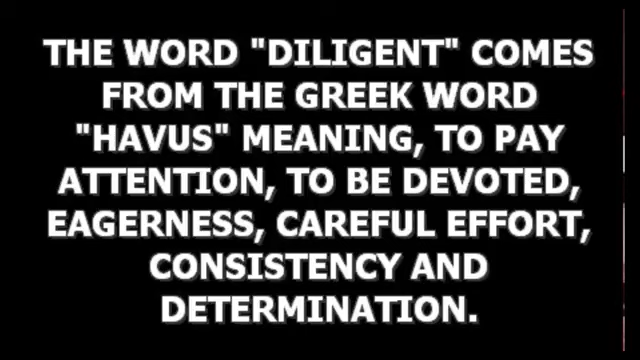 THE WORD "DILIGENT" COMES
FROM THE GREEK WORD
"HAVUS" MEANING, TO PAY
ATTENTION, TO BE DEVOTED,
EAGERNESS, CAREFUL EFFORT,
CONSISTENCY AND
DETERMINATION.